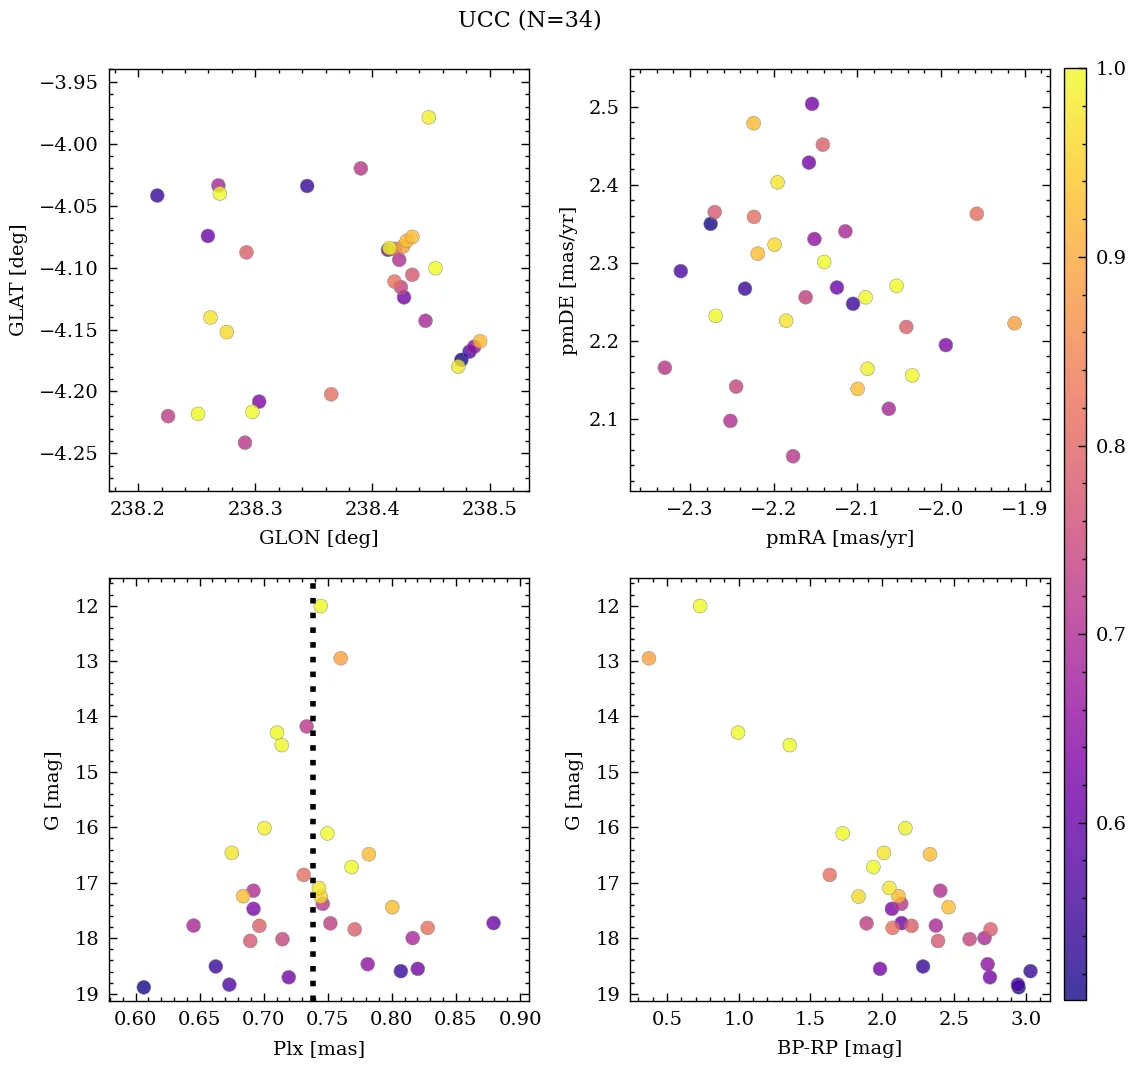 UCC (N=34)
−3.95
−4.00
−4.05
−4.10
−4.15
−4.20
−4.25
GLAT [deg]
238.2 238.3 238.4 238.5
GLON [deg]
2.5
2.4
2.3
2.2
2.1
pmDE [mas/yr]
−2.3 −2.2 −2.1 −2.0 −1.9
pmRA [mas/yr]
1.0
0.9
0.8
0.7
0.6
12
13
14
15
16
17
18
19
G [mag]
0.60 0.65 0.70 0.75 0.80 0.85 0.90
Plx [mas]
12
13
14
15
16
17
18
19
G [mag]
0.5 1.0 1.5 2.0 2.5 3.0
BP-RP [mag]